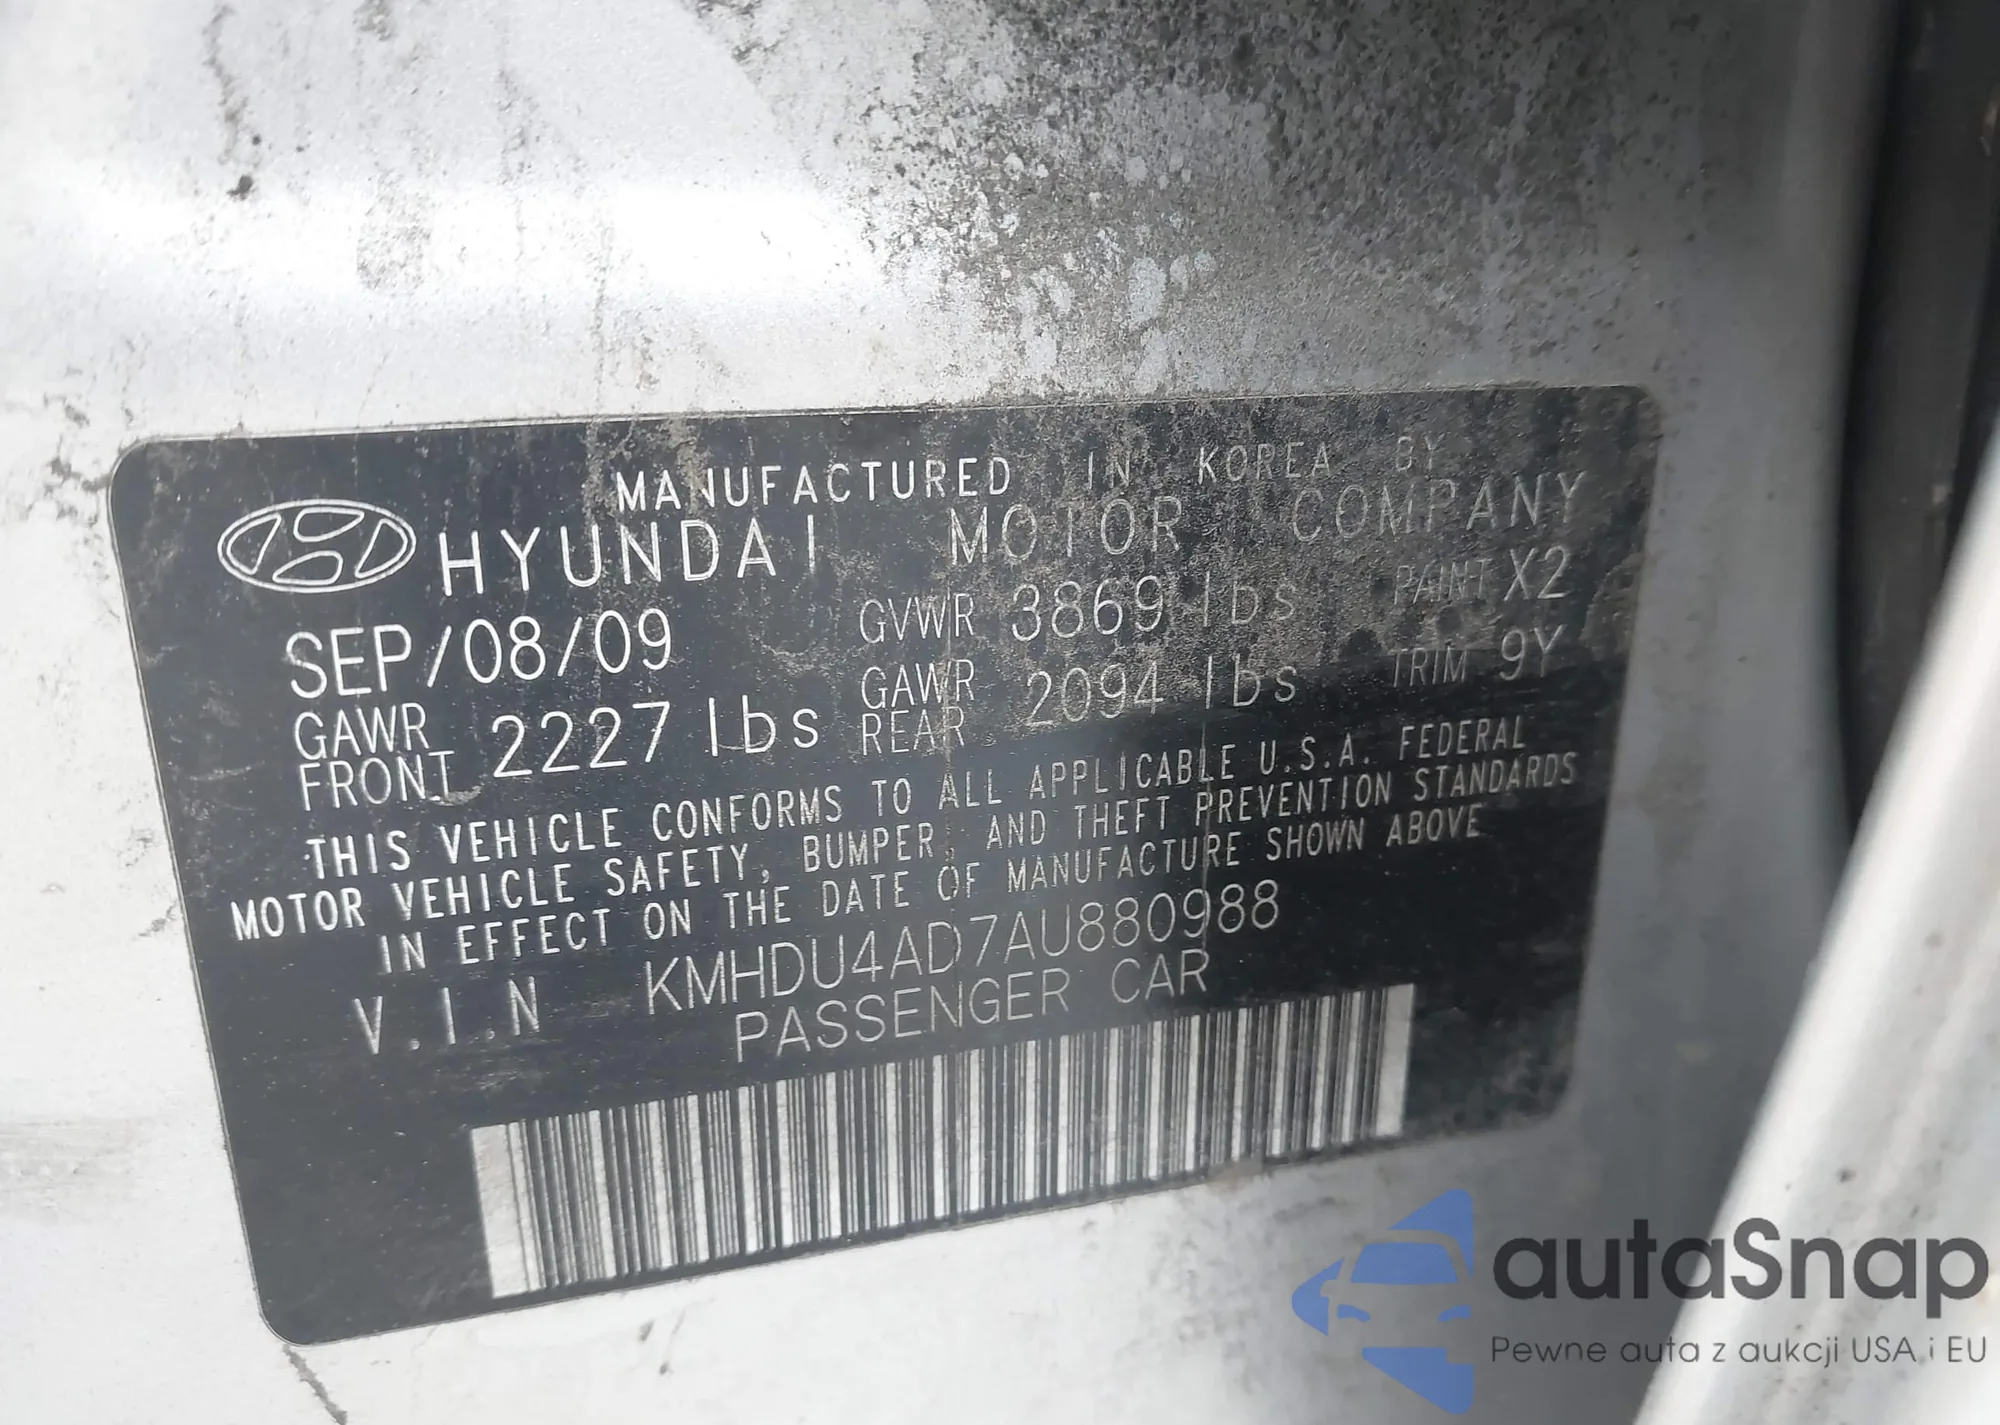 MANUFACTURED IN KOREA BY
HYUNDAI MOTOR COMPANY
SEP/08/09 GVWR 3869 lbs PAINT X2
GAWR FRONT 2227 lbs GAWR REAR 2094 lbs TRIM 9Y
THIS VEHICLE CONFORMS TO ALL APPLICABLE U.S.A. FEDERAL
MOTOR VEHICLE SAFETY, BUMPER, AND THEFT PREVENTION STANDARDS
IN EFFECT ON THE DATE OF MANUFACTURE SHOWN ABOVE
V.I.N KMHDU4AD7AU880988
PASSENGER CAR
autaSnap
Pewne auta z aukcji USA i EU